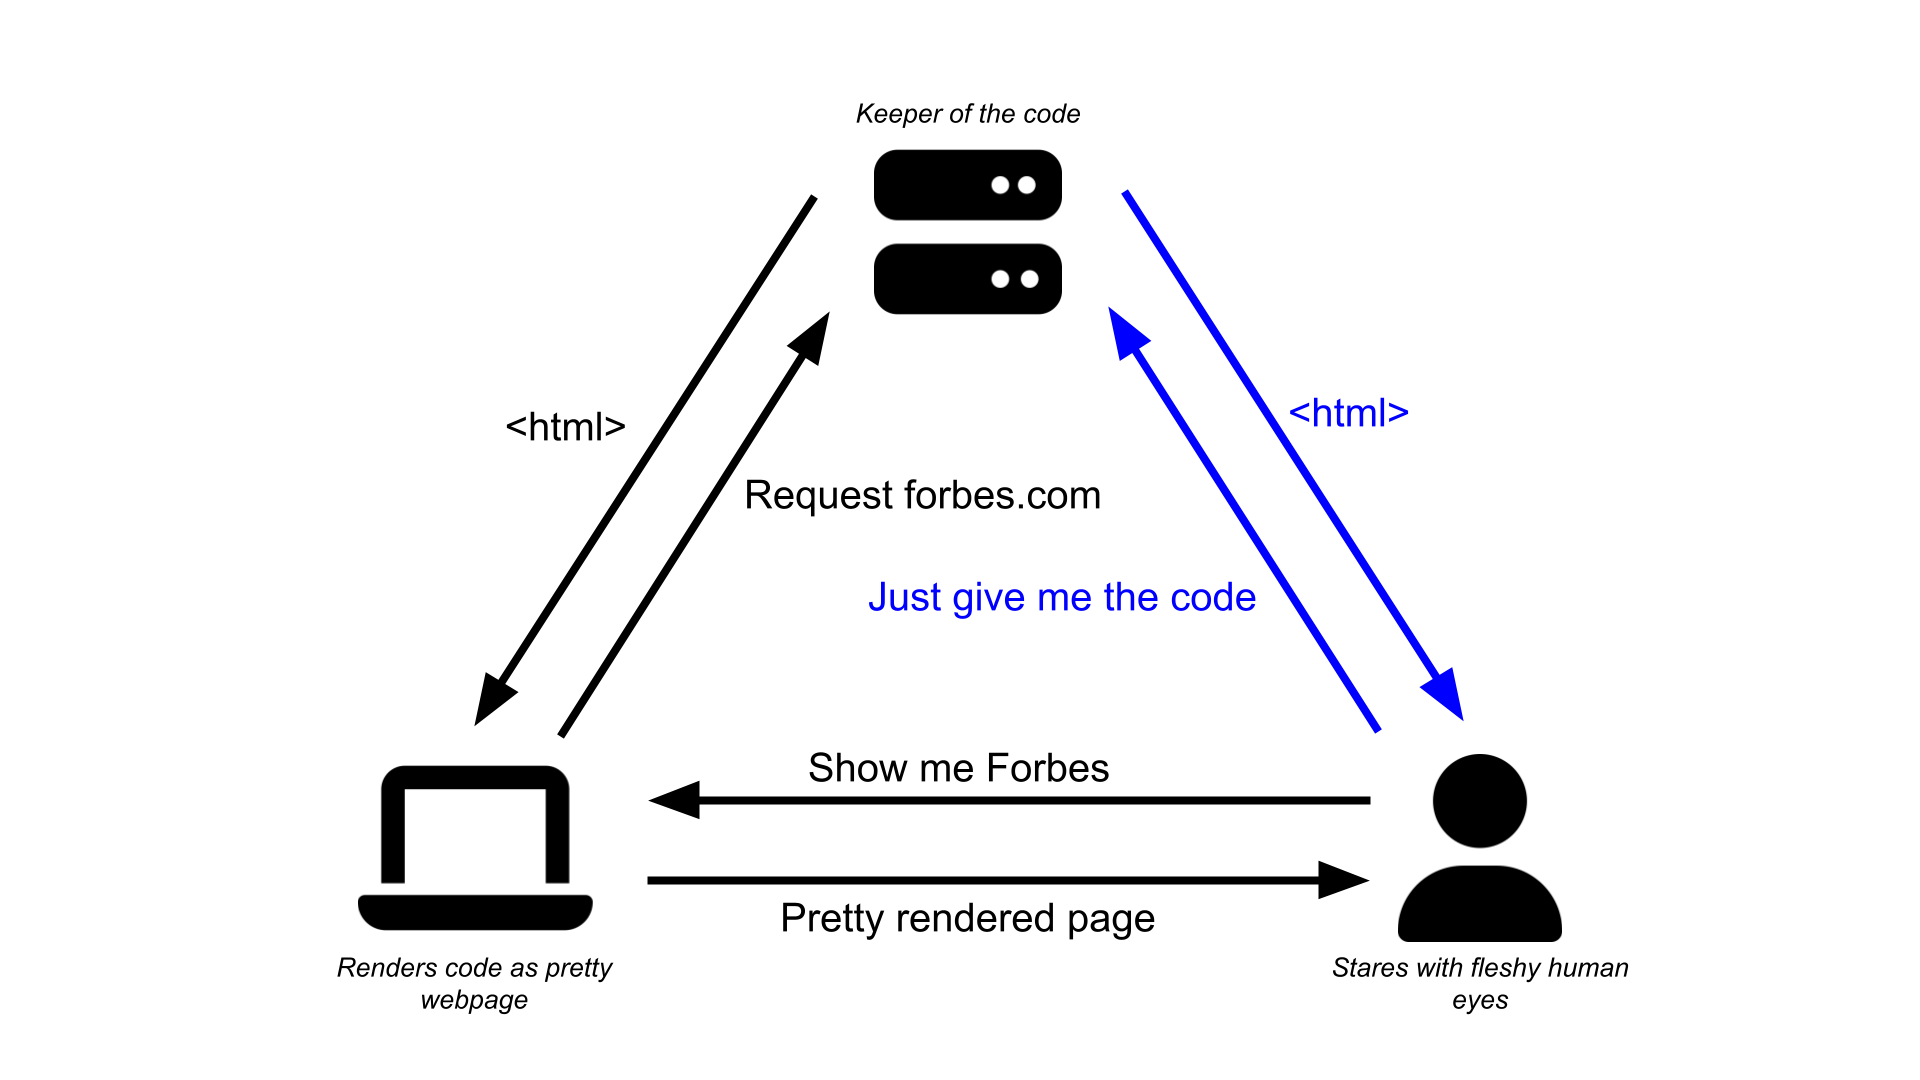 Keeper of the code
<html>
<html>
Request forbes.com
Just give me the code
Show me Forbes
Pretty rendered page
Renders code as pretty
webpage
Stares with fleshy human
eyes